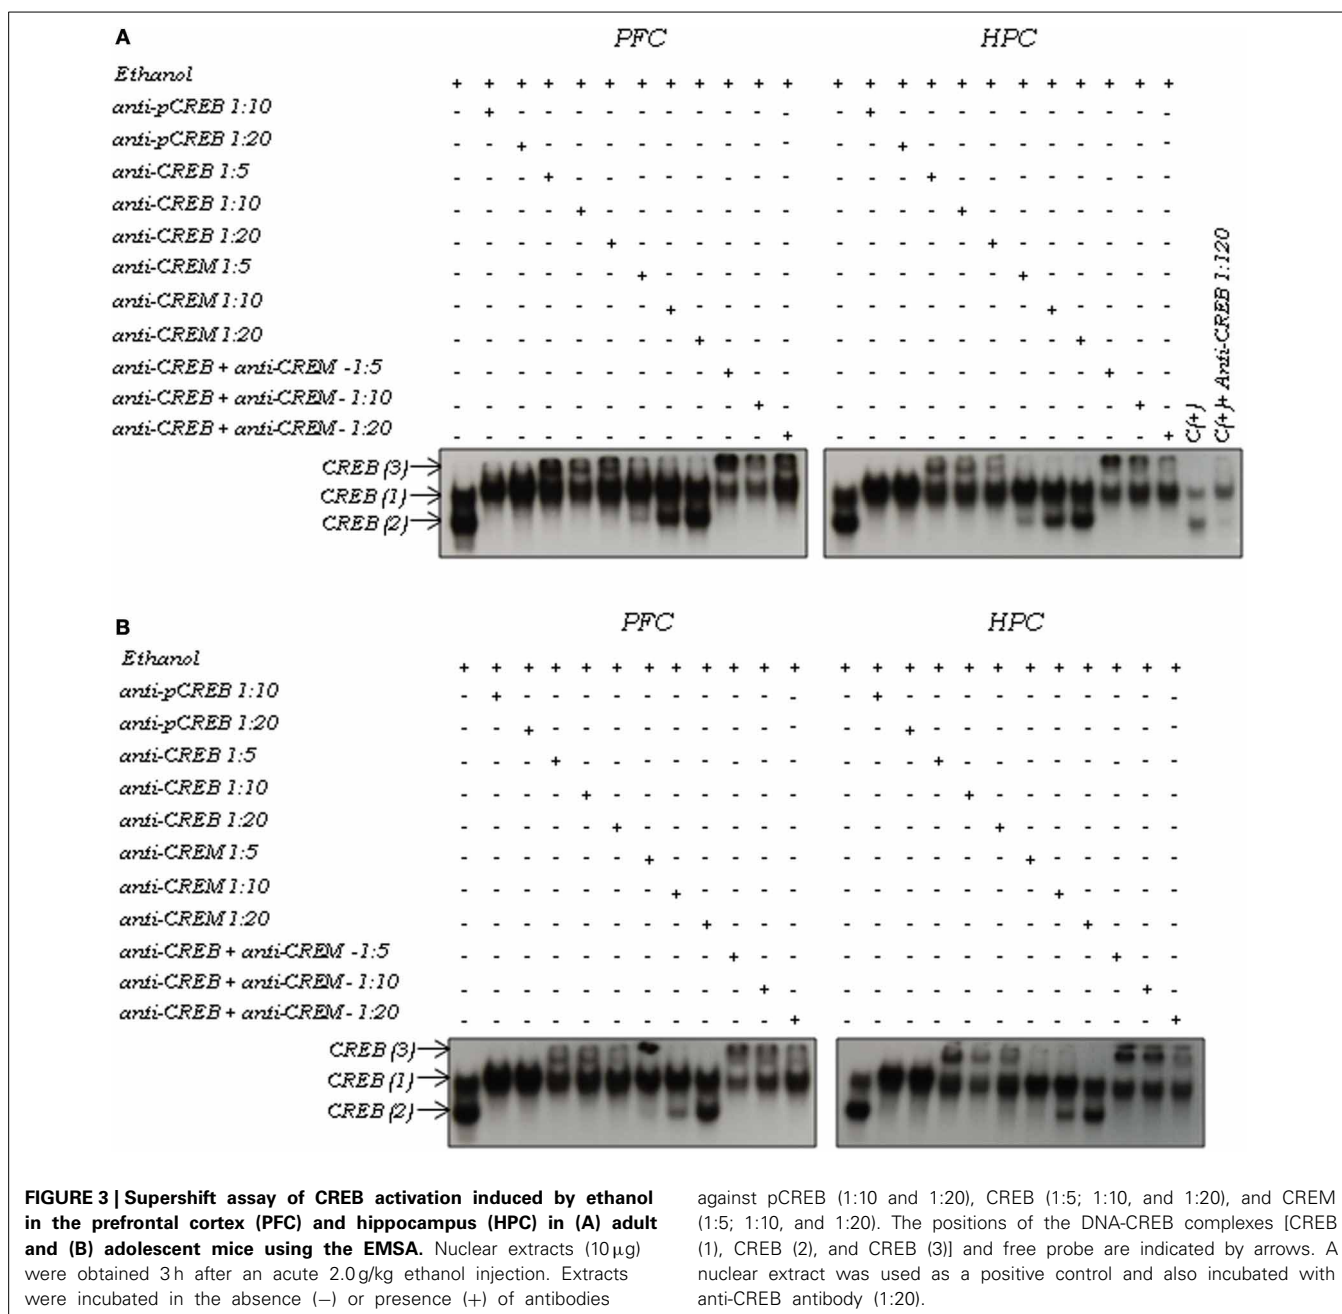 A
PFC HPC
Ethanol + + + + + + + + + + + + + + + + + + + + + + + +
anti-pCREB 1:10 - + - - - - - - - - - - - + - - - - - - - - - -
anti-pCREB 1:20 - - + - - - - - - - - - - - + - - - - - - - - -
anti-CREB 1:5 - - - + - - - - - - - - - - - + - - - - - - - -
anti-CREB 1:10 - - - - + - - - - - - - - - - - + - - - - - - -
anti-CREB 1:20 - - - - - + - - - - - - - - - - - + - - - - - -
anti-CREM 1:5 - - - - - - + - - - - - - - - - - - + - - - - -
anti-CREM 1:10 - - - - - - - + - - - - - - - - - - - + - - - -
anti-CREM 1:20 - - - - - - - - + - - - - - - - - - - - + - - -
anti-CREB + anti-CREM -1:5 - - - - - - - - - + - - - - - - - - - - - + - -
anti-CREB + anti-CREM- 1:10 - - - - - - - - - - + - - - - - - - - - - - + -
anti-CREB + anti-CREM- 1:20 - - - - - - - - - - - + - - - - - - - - - - - +
C(+)
C(+)+ Anti-CREB 1:120
CREB (3)
CREB (1)
CREB (2)
B
PFC HPC
Ethanol + + + + + + + + + + + + + + + + + + + + + + + +
anti-pCREB 1:10 - + - - - - - - - - - - - + - - - - - - - - - -
anti-pCREB 1:20 - - + - - - - - - - - - - - + - - - - - - - - -
anti-CREB 1:5 - - - + - - - - - - - - - - - + - - - - - - - -
anti-CREB 1:10 - - - - + - - - - - - - - - - - + - - - - - - -
anti-CREB 1:20 - - - - - + - - - - - - - - - - - + - - - - - -
anti-CREM 1:5 - - - - - - + - - - - - - - - - - - + - - - - -
anti-CREM 1:10 - - - - - - - + - - - - - - - - - - - + - - - -
anti-CREM 1:20 - - - - - - - - + - - - - - - - - - - - + - - -
anti-CREB + anti-CREM -1:5 - - - - - - - - - + - - - - - - - - - - - + - -
anti-CREB + anti-CREM- 1:10 - - - - - - - - - - + - - - - - - - - - - - + -
anti-CREB + anti-CREM- 1:20 - - - - - - - - - - - + - - - - - - - - - - - +
CREB (3)
CREB (1)
CREB (2)
FIGURE 3 | Supershift assay of CREB activation induced by ethanol
in the prefrontal cortex (PFC) and hippocampus (HPC) in (A) adult
and (B) adolescent mice using the EMSA. Nuclear extracts (10 μg)
were obtained 3 h after an acute 2.0 g/kg ethanol injection. Extracts
were incubated in the absence (−) or presence (+) of antibodies
against pCREB (1:10 and 1:20), CREB (1:5; 1:10, and 1:20), and CREM
(1:5; 1:10, and 1:20). The positions of the DNA-CREB complexes [CREB
(1), CREB (2), and CREB (3)] and free probe are indicated by arrows. A
nuclear extract was used as a positive control and also incubated with
anti-CREB antibody (1:20).